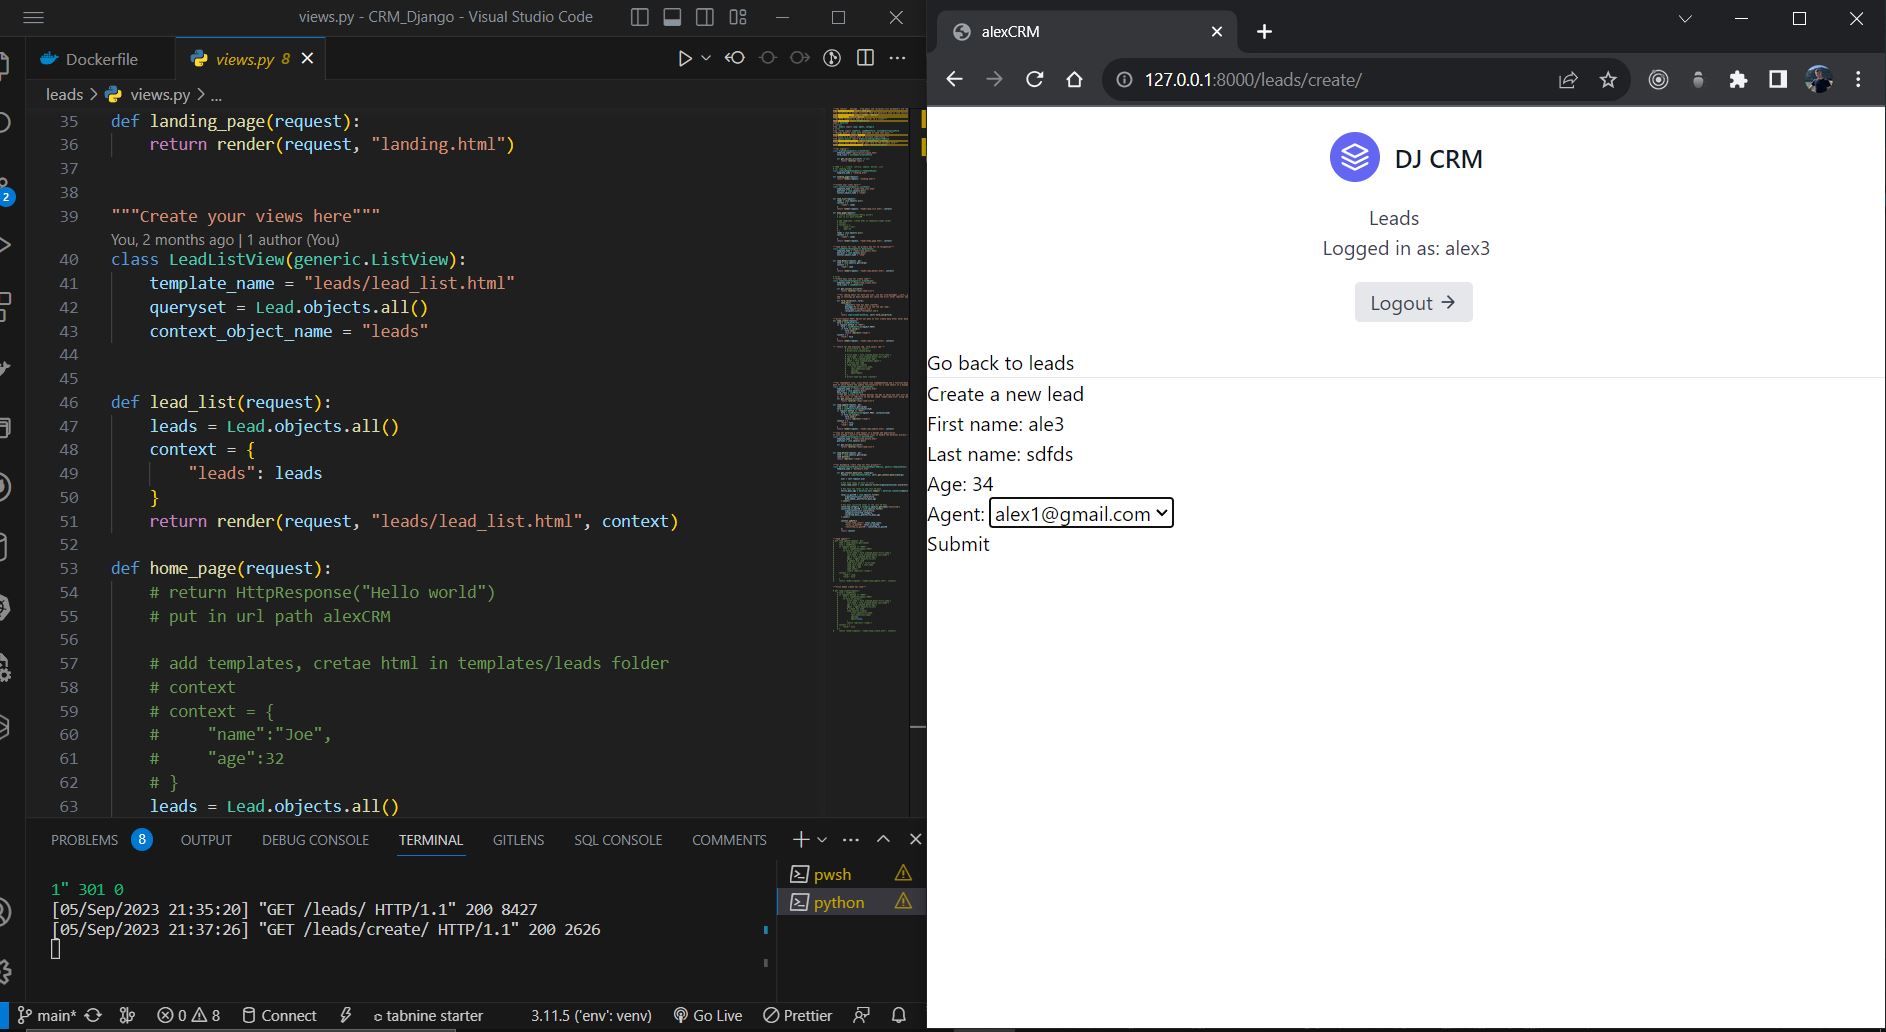 views.py - CRM_Django - Visual Studio Code
Dockerfile
views.py 8
leads > views.py > ...
35 def landing_page(request):
36 return render(request, "landing.html")
37
38
39 """Create your views here"""
You, 2 months ago | 1 author (You)
40 class LeadListView(generic.ListView):
41 template_name = "leads/lead_list.html"
42 queryset = Lead.objects.all()
43 context_object_name = "leads"
44
45
46 def lead_list(request):
47 leads = Lead.objects.all()
48 context = {
49 "leads": leads
50 }
51 return render(request, "leads/lead_list.html", context)
52
53 def home_page(request):
54 # return HttpResponse("Hello world")
55 # put in url path alexCRM
56
57 # add templates, cretae html in templates/leads folder
58 # context
59 # context = {
60 # "name":"Joe",
61 # "age":32
62 # }
63 leads = Lead.objects.all()
2
PROBLEMS 8 OUTPUT DEBUG CONSOLE TERMINAL GITLENS SQL CONSOLE COMMENTS
1" 301 0
[05/Sep/2023 21:35:20] "GET /leads/ HTTP/1.1" 200 8427
[05/Sep/2023 21:37:26] "GET /leads/create/ HTTP/1.1" 200 2626
pwsh
python
main* 0 8 Connect tabnine starter 3.11.5 ('env': venv) Go Live Prettier
alexCRM
127.0.0.1:8000/leads/create/
DJ CRM
Leads
Logged in as: alex3
Logout →
Go back to leads
Create a new lead
First name: ale3
Last name: sdfds
Age: 34
Agent: alex1@gmail.com
Submit